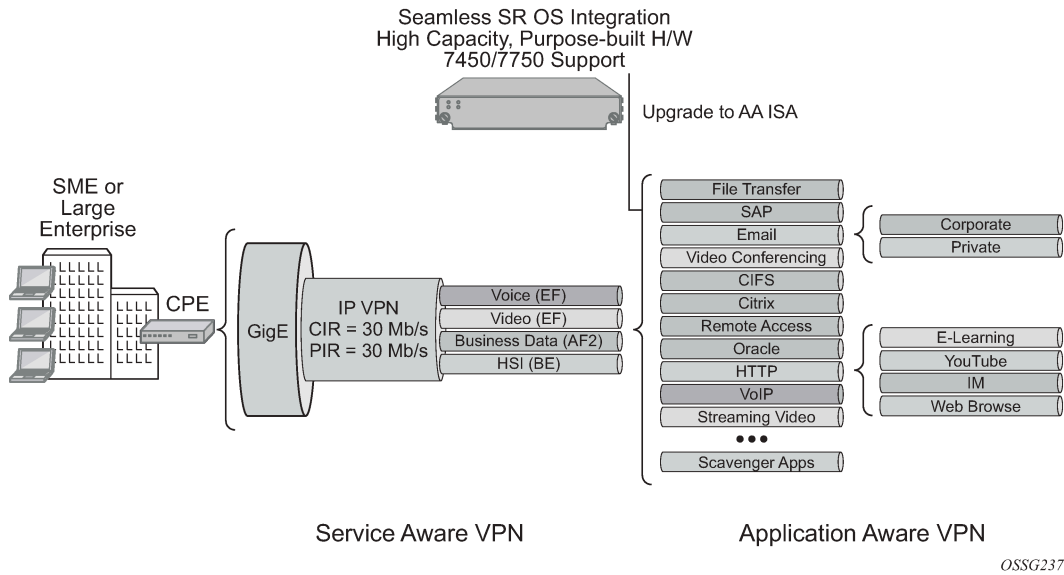 Seamless SR OS Integration
High Capacity, Purpose-built H/W
7450/7750 Support
Upgrade to AA ISA
SME or
Large
Enterprise
CPE
GigE
IP VPN
CIR = 30 Mb/s
PIR = 30 Mb/s
Voice (EF)
Video (EF)
Business Data (AF2)
HSI (BE)
File Transfer
SAP
Email
Video Conferencing
CIFS
Citrix
Remote Access
Oracle
HTTP
VoIP
Streaming Video
•••
Scavenger Apps
Corporate
Private
E-Learning
YouTube
IM
Web Browse
Service Aware VPN
Application Aware VPN
OSSG237